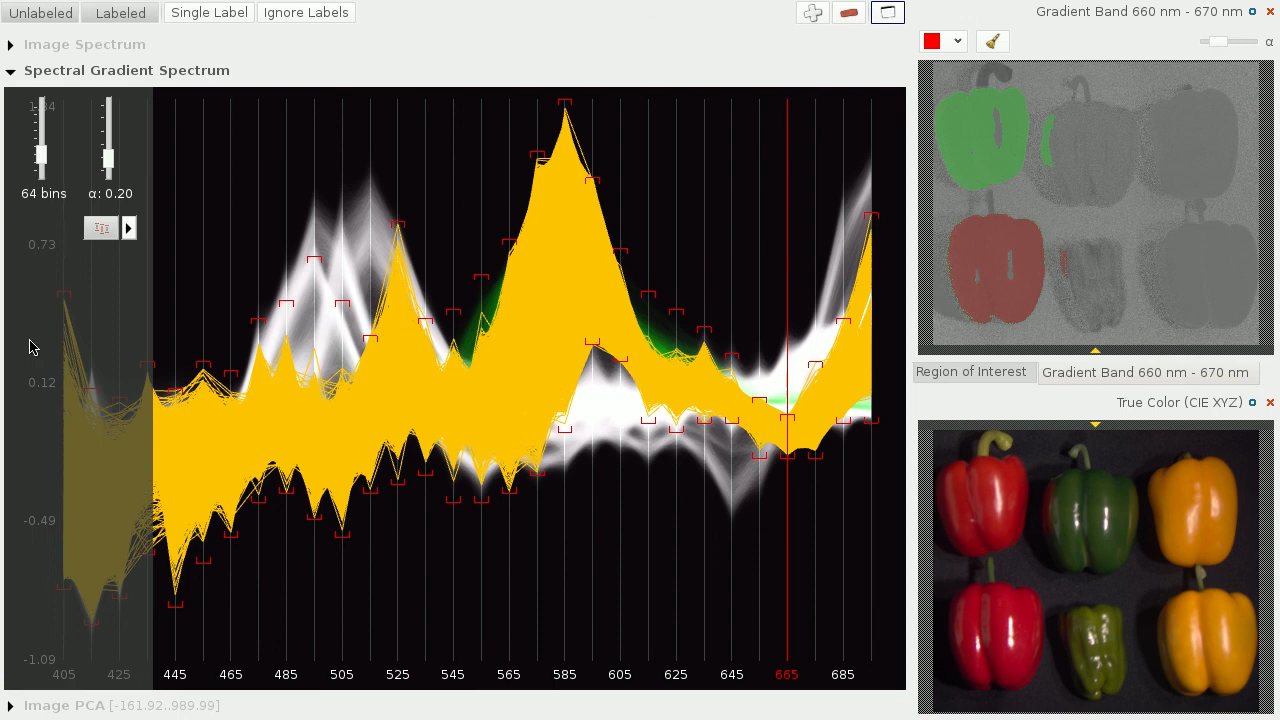 Unlabeled Labeled Single Label Ignore Labels
Image Spectrum
Spectral Gradient Spectrum
0.73
0.12
-0.49
-1.09
64 bins α: 0.20
405 425 445 465 485 505 525 545 565 585 605 625 645 665 685
Image PCA [-161.92..989.99]
Gradient Band 660 nm - 670 nm
α
Region of Interest Gradient Band 660 nm - 670 nm
True Color (CIE XYZ)